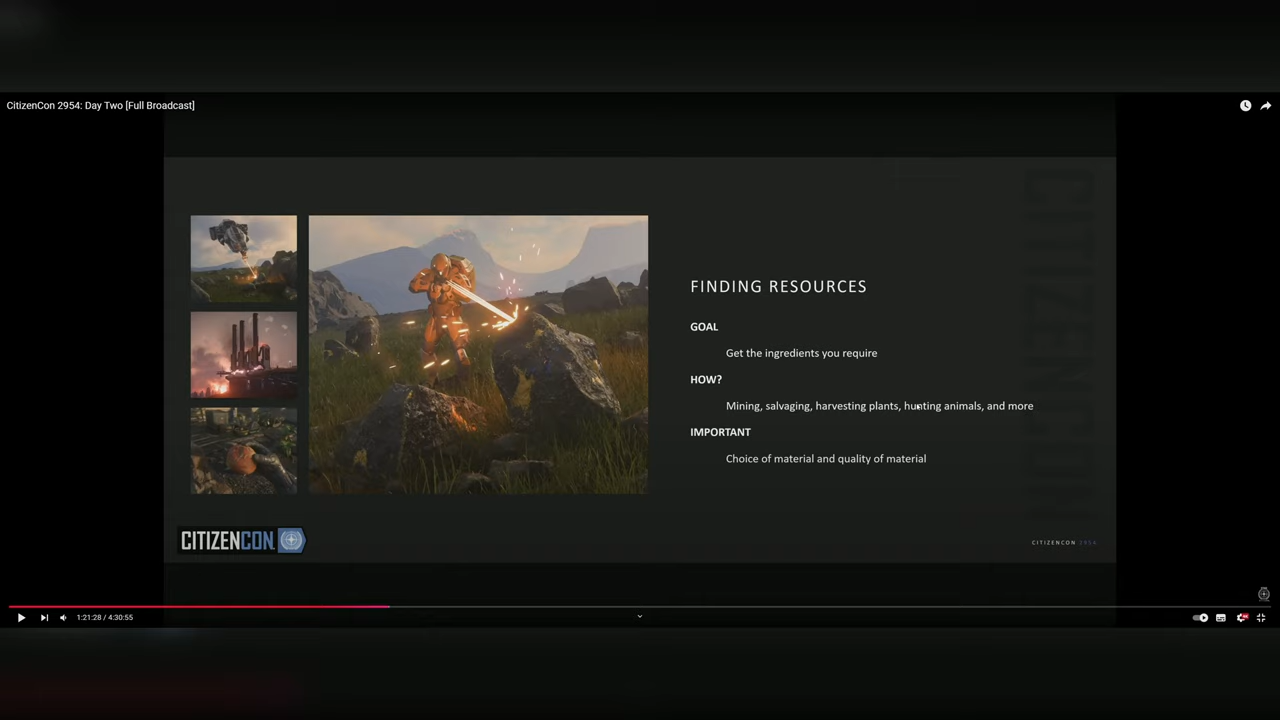 CitizenCon 2954: Day Two [Full Broadcast]
CITIZENCON
FINDING RESOURCES
GOAL
Get the ingredients you require
HOW?
Mining, salvaging, harvesting plants, hunting animals, and more
IMPORTANT
Choice of material and quality of material
CITIZENCON
CITIZENCON 2954
1:21:28 / 4:30:55